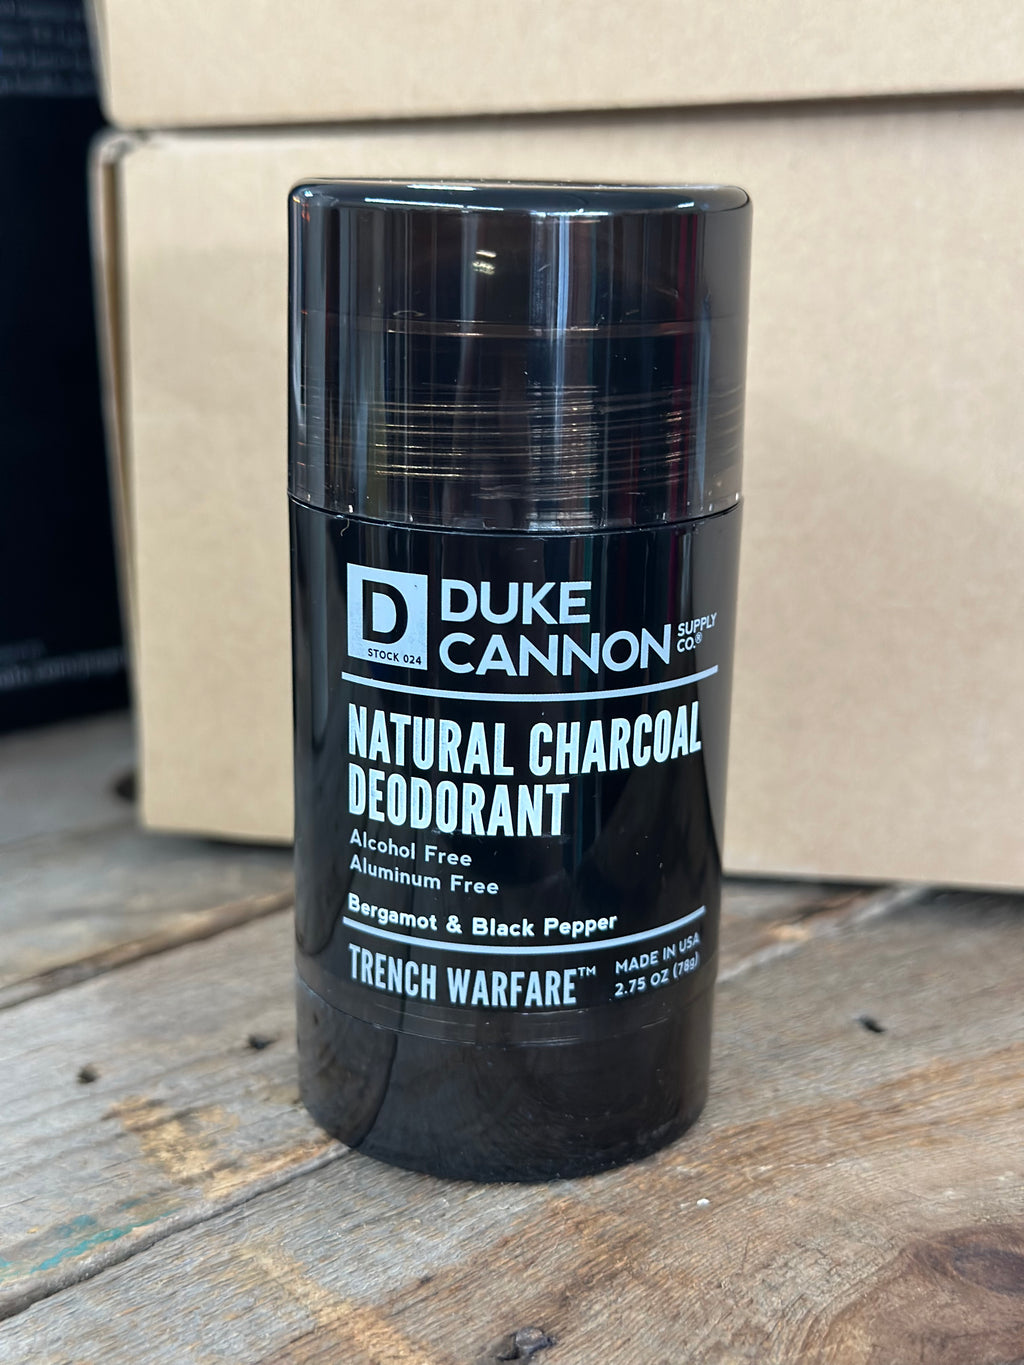 D
STOCK 024
DUKE
CANNON
SUPPLY
CO.®
NATURAL CHARCOAL
DEODORANT
Alcohol Free
Aluminum Free
Bergamot & Black Pepper
TRENCH WARFARE™
MADE IN USA
2.75 OZ (78g)